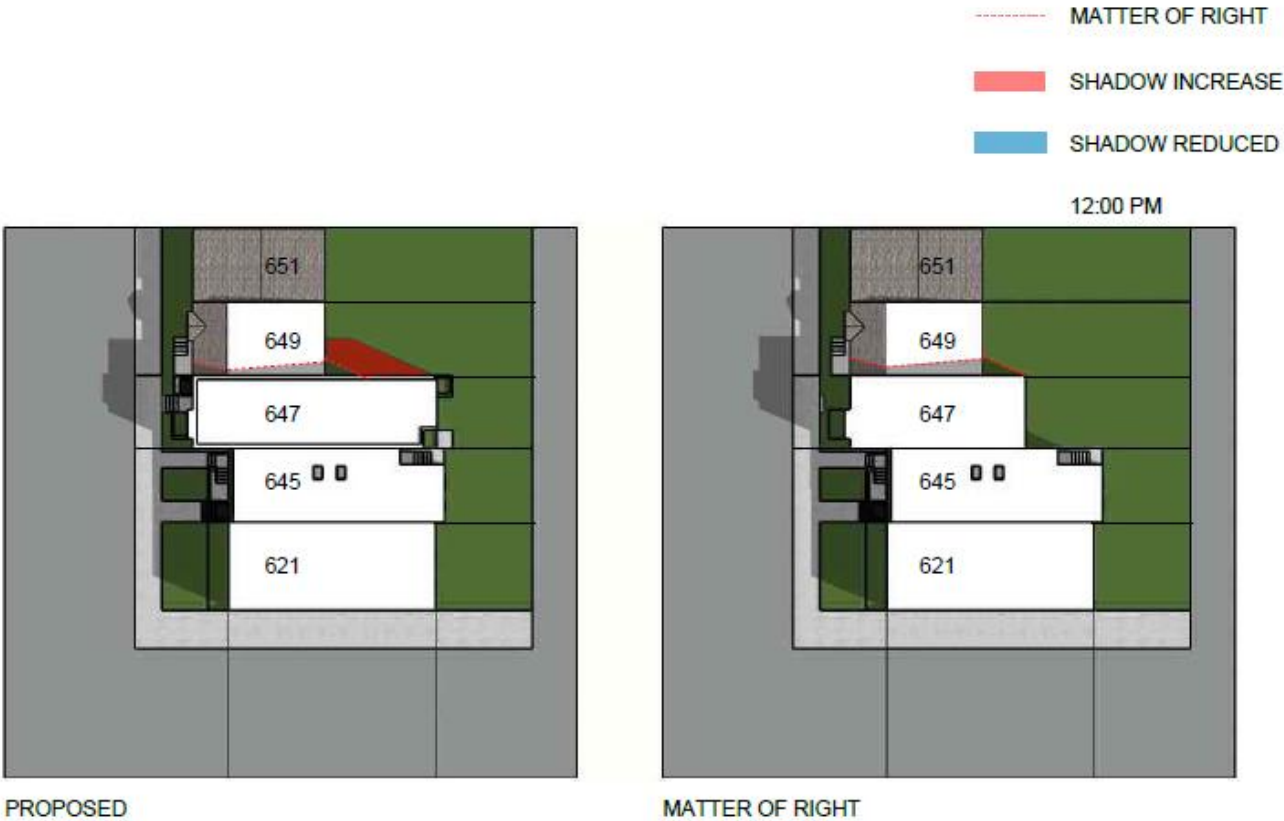 MATTER OF RIGHT
SHADOW INCREASE
SHADOW REDUCED
12:00 PM
651
649
647
645
621
PROPOSED
651
649
647
645
621
MATTER OF RIGHT